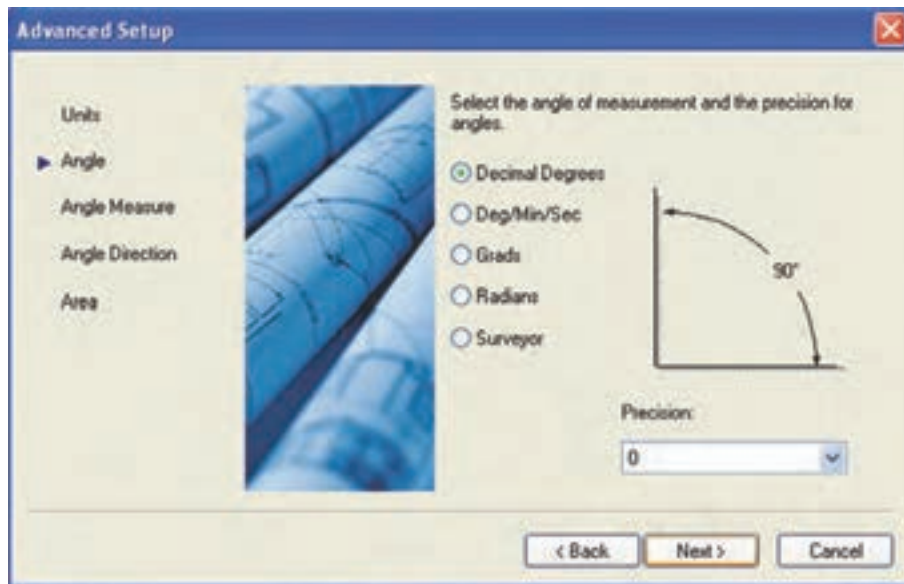 Advanced Setup
Units
Angle
Angle Measure
Angle Direction
Area
Select the angle of measurement and the precision for
angles.
Decimal Degrees
Deg/Min/Sec
Grads
Radians
Surveyor
90°
Precision:
0
< Back
Next >
Cancel